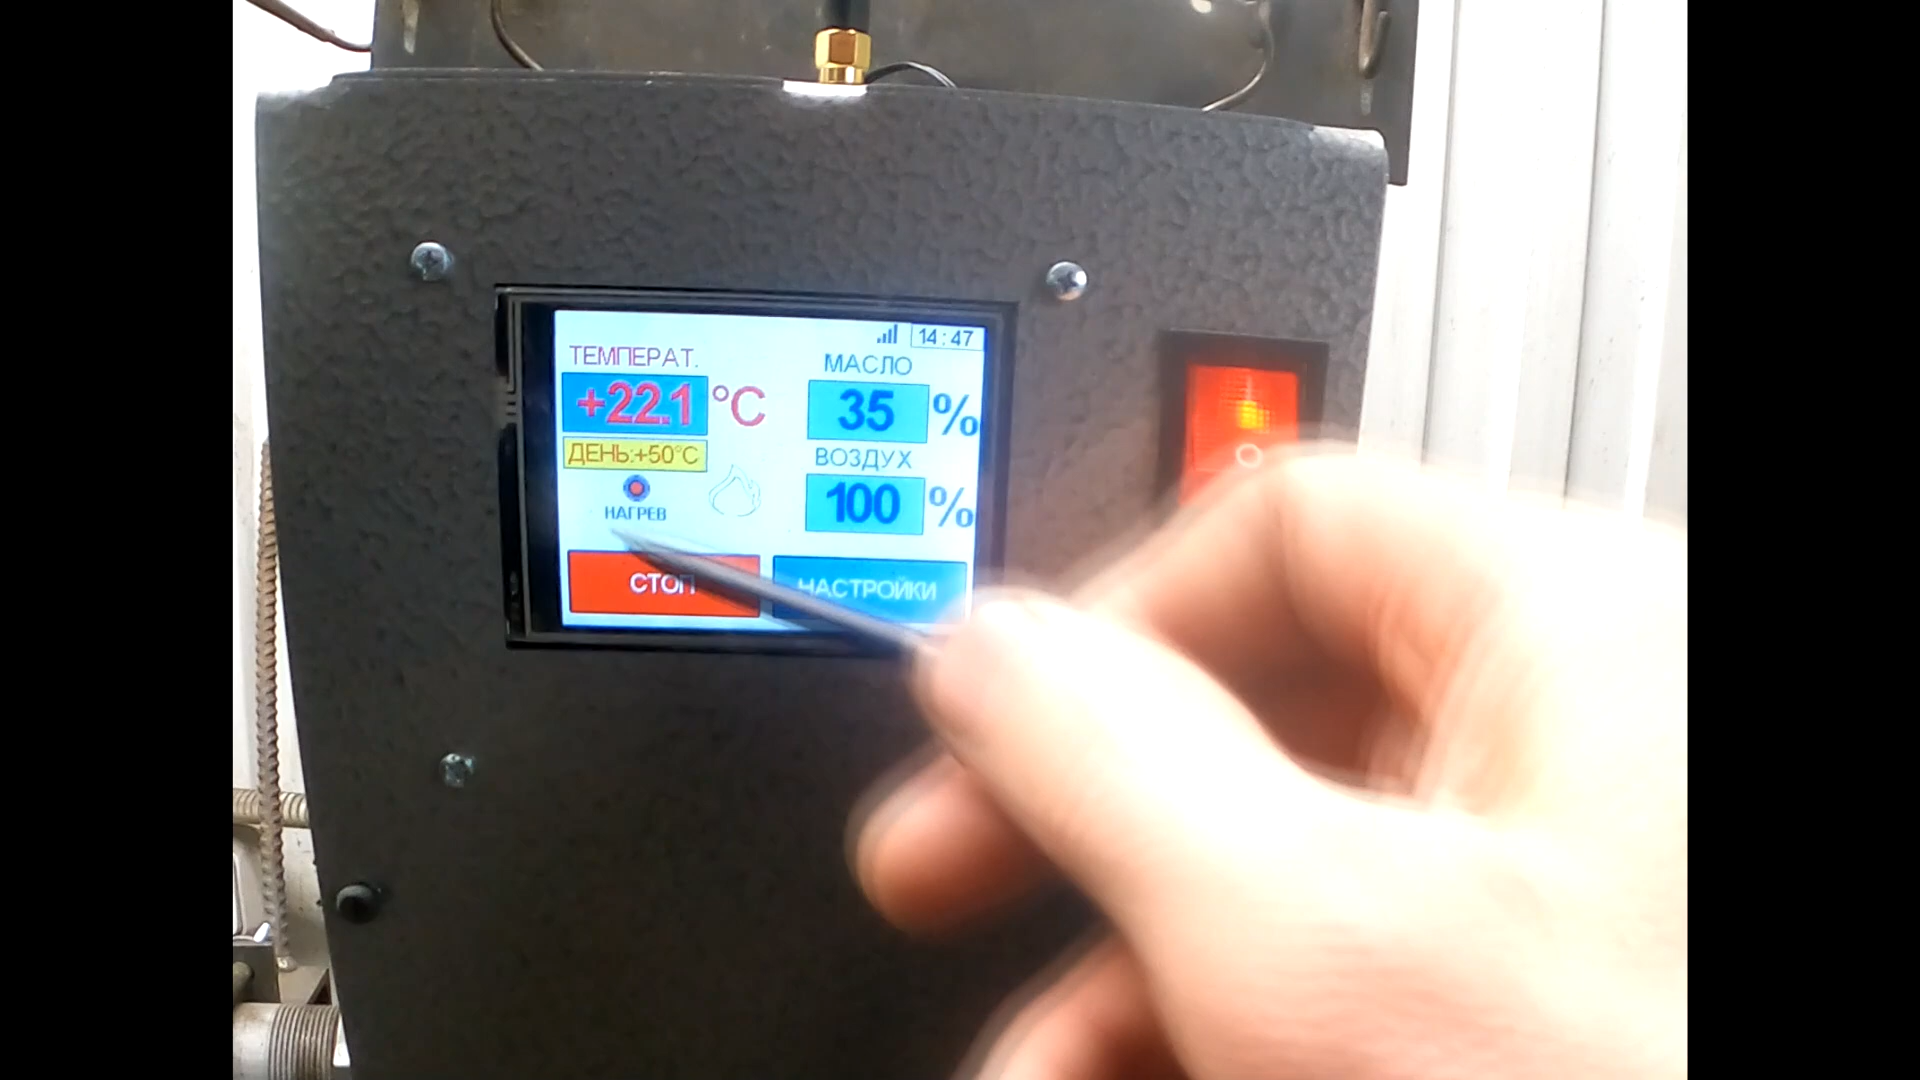 14:47
ТЕМПЕРАТ.
+22.1 °C
ДЕНЬ:+50°C
НАГРЕВ
МАСЛО
35 %
ВОЗДУХ
100 %
СТОП
НАСТРОЙКИ